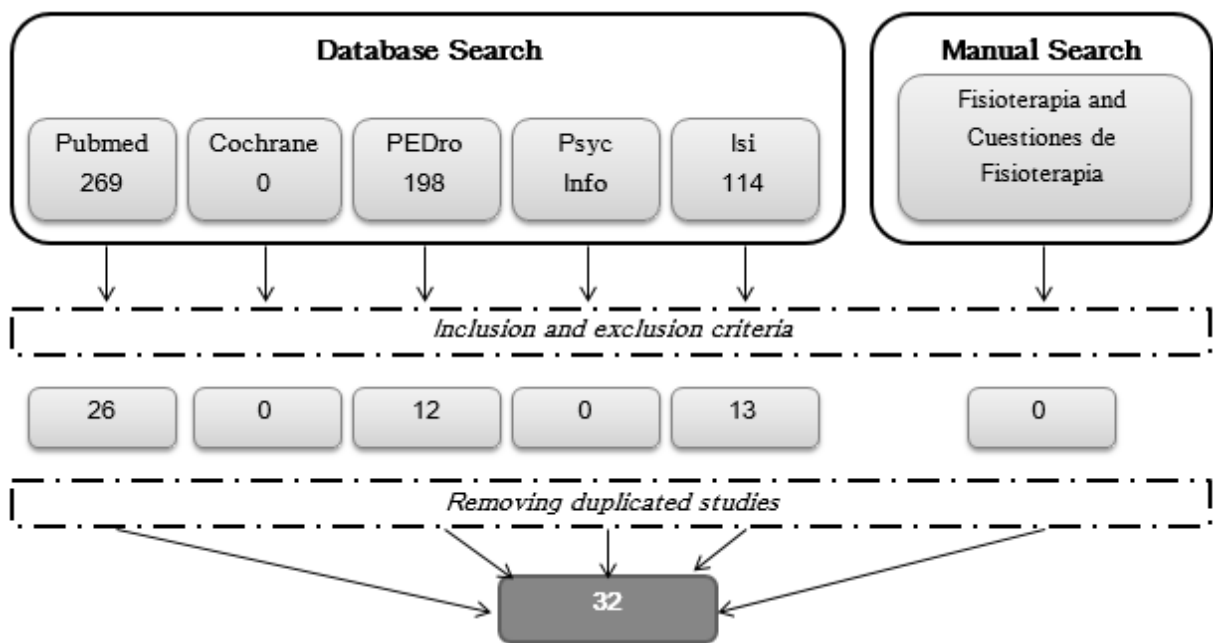 Database Search
Manual Search
Pubmed
269
Cochrane
0
PEDro
198
Psyc
Info
Isi
114
Fisioterapia and
Cuestiones de
Fisioterapia
Inclusion and exclusion criteria
26
0
12
0
13
0
Removing duplicated studies
32